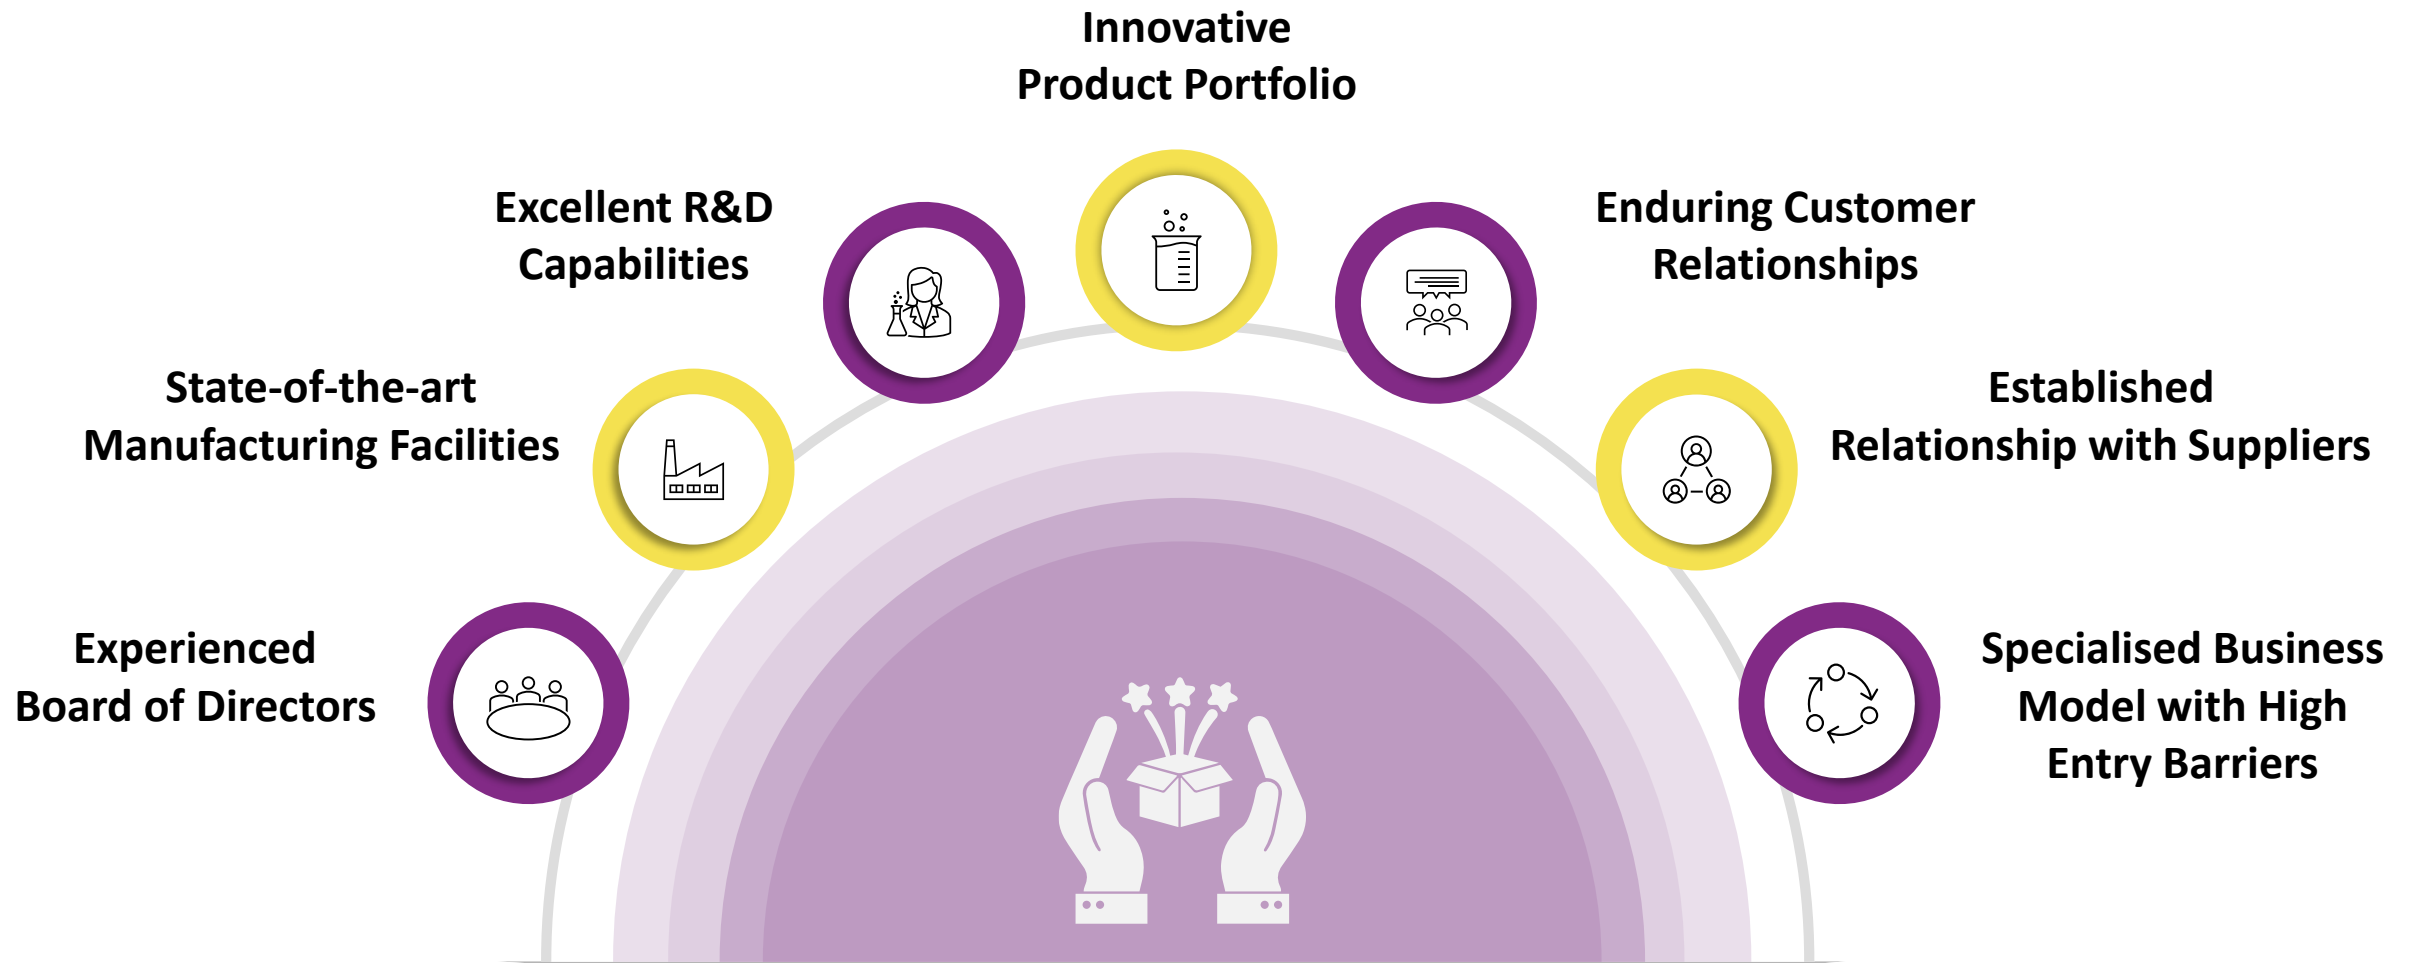 Innovative
Product Portfolio
Excellent R&D
Capabilities
Enduring Customer
Relationships
State-of-the-art
Manufacturing Facilities
Established
Relationship with Suppliers
Experienced
Board of Directors
Specialised Business
Model with High
Entry Barriers